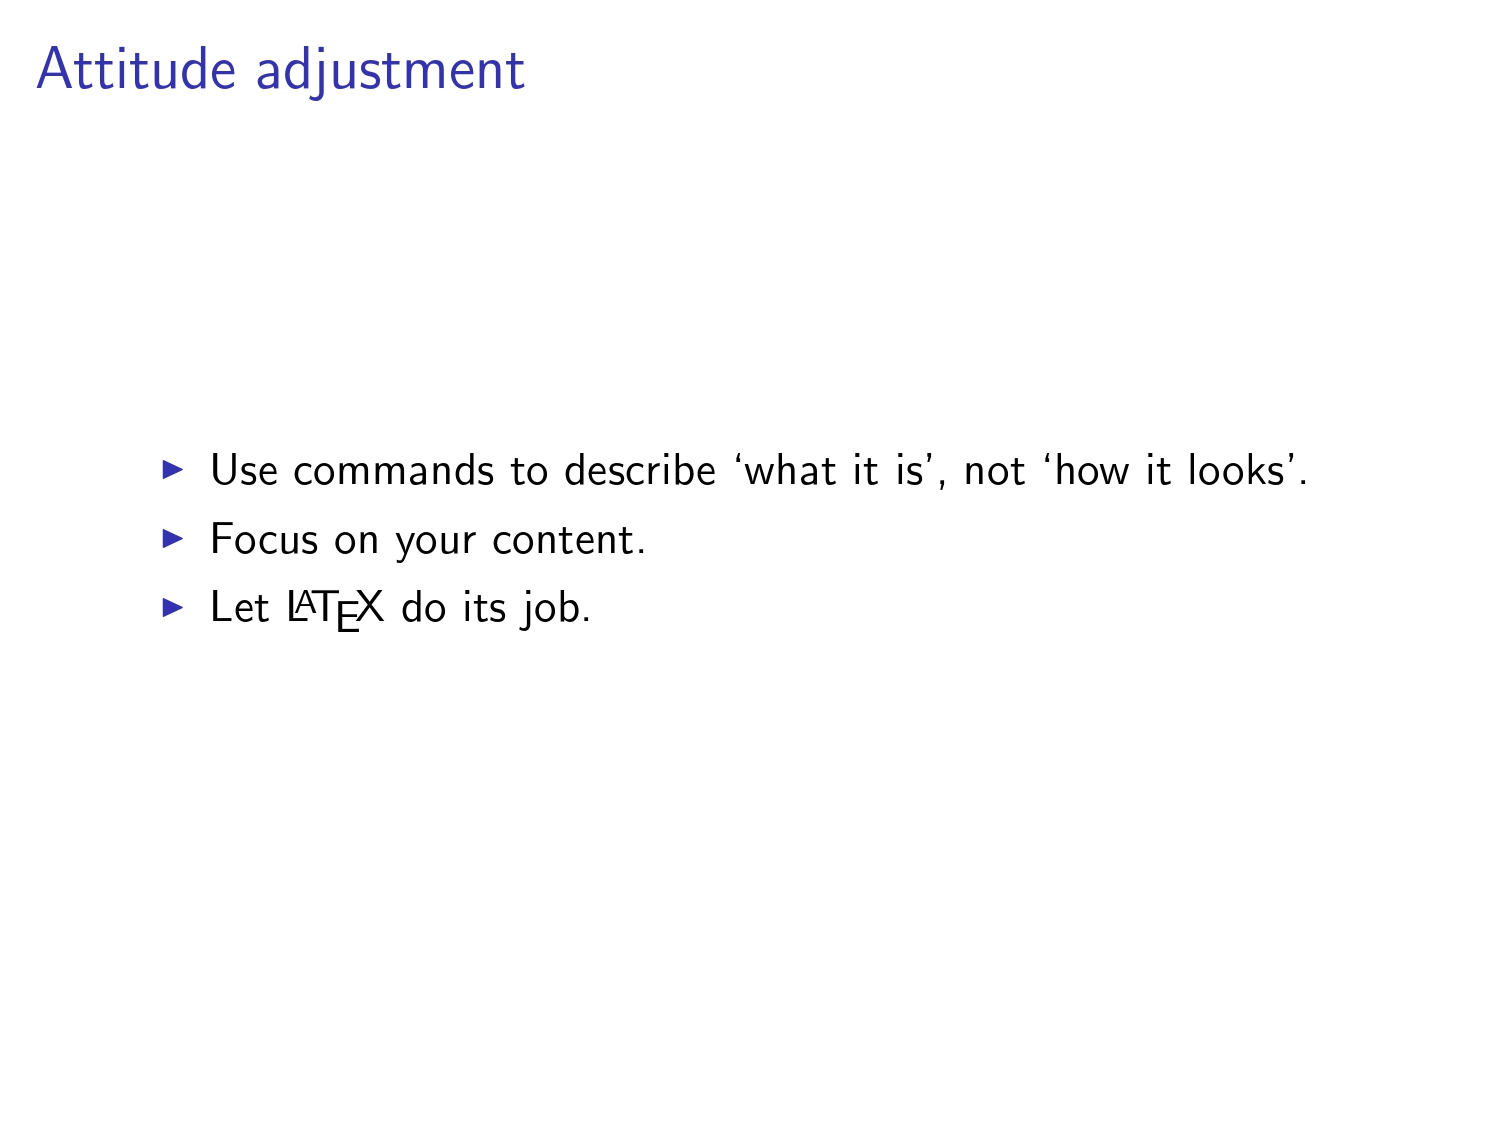 Attitude adjustment
▶ Use commands to describe ‘what it is’, not ‘how it looks’.
▶ Focus on your content.
▶ Let LATEX do its job.